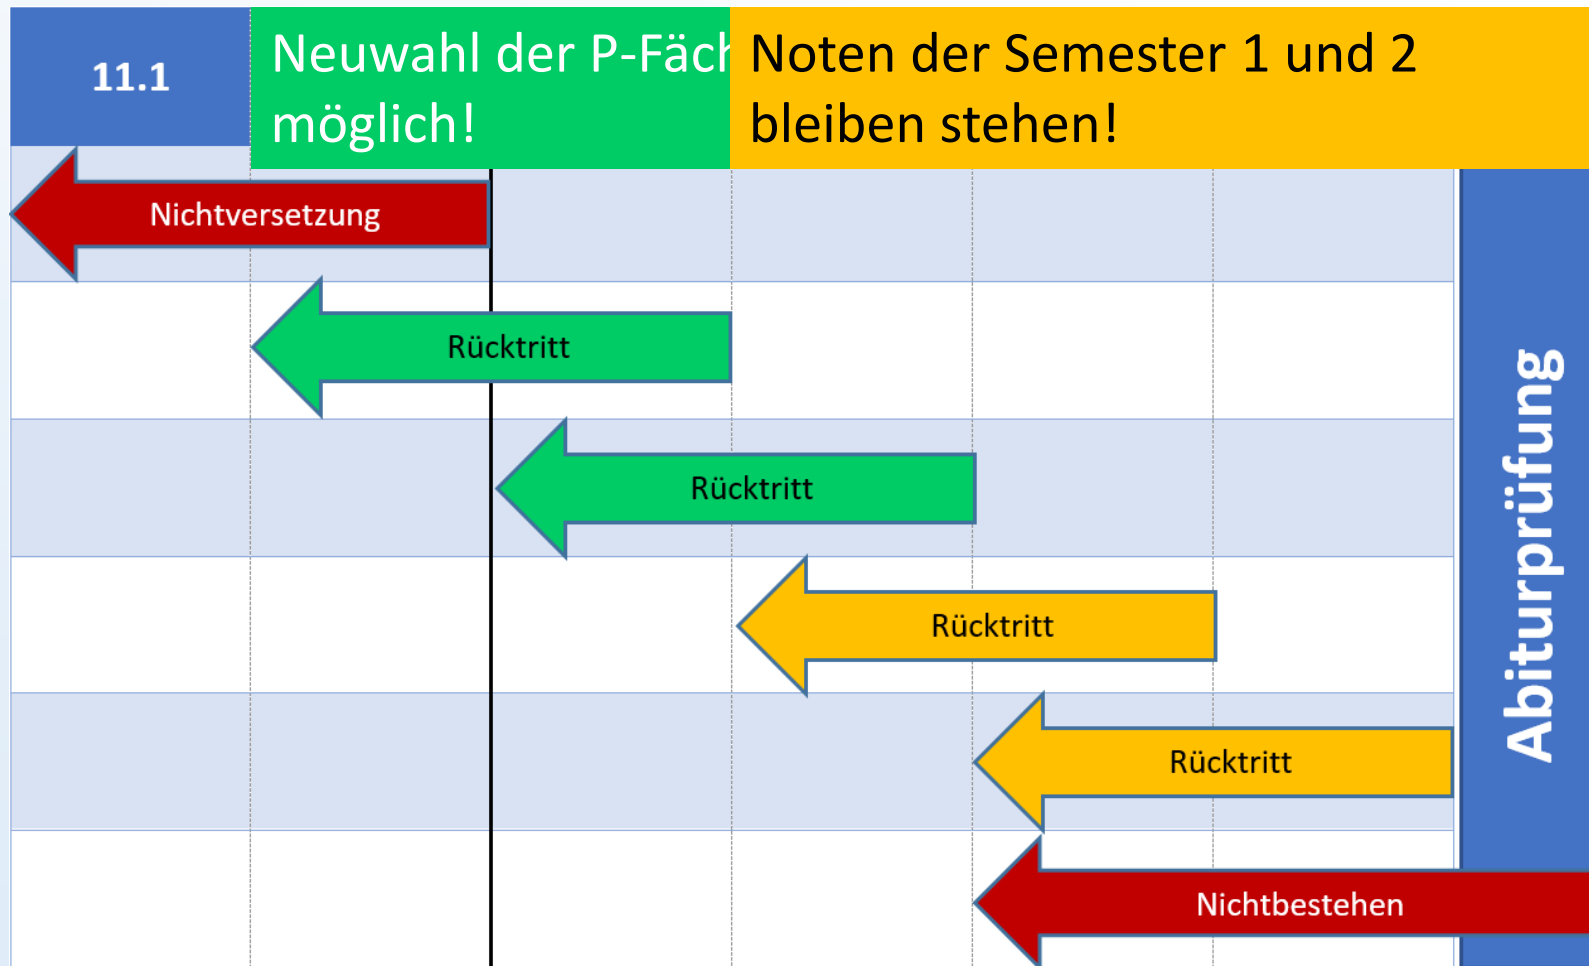 11.1
Neuwahl der P-Fäch
möglich!
Noten der Semester 1 und 2
bleiben stehen!
Nichtversetzung
Rücktritt
Rücktritt
Rücktritt
Rücktritt
Nichtbestehen
Abiturprüfung